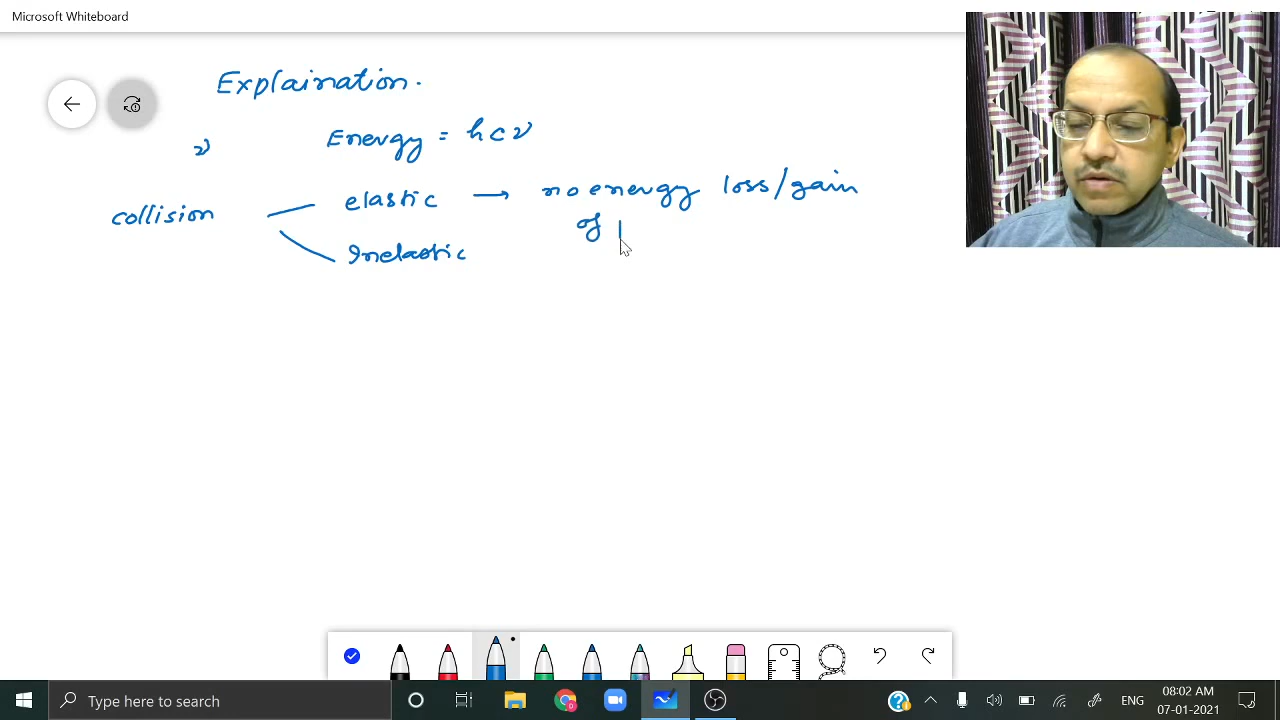 Microsoft Whiteboard
Explaination.
ν Energy = h c ν
collision elastic → no energy loss/gain
of
Inelastic
Type here to search
ENG
08:02 AM
07-01-2021